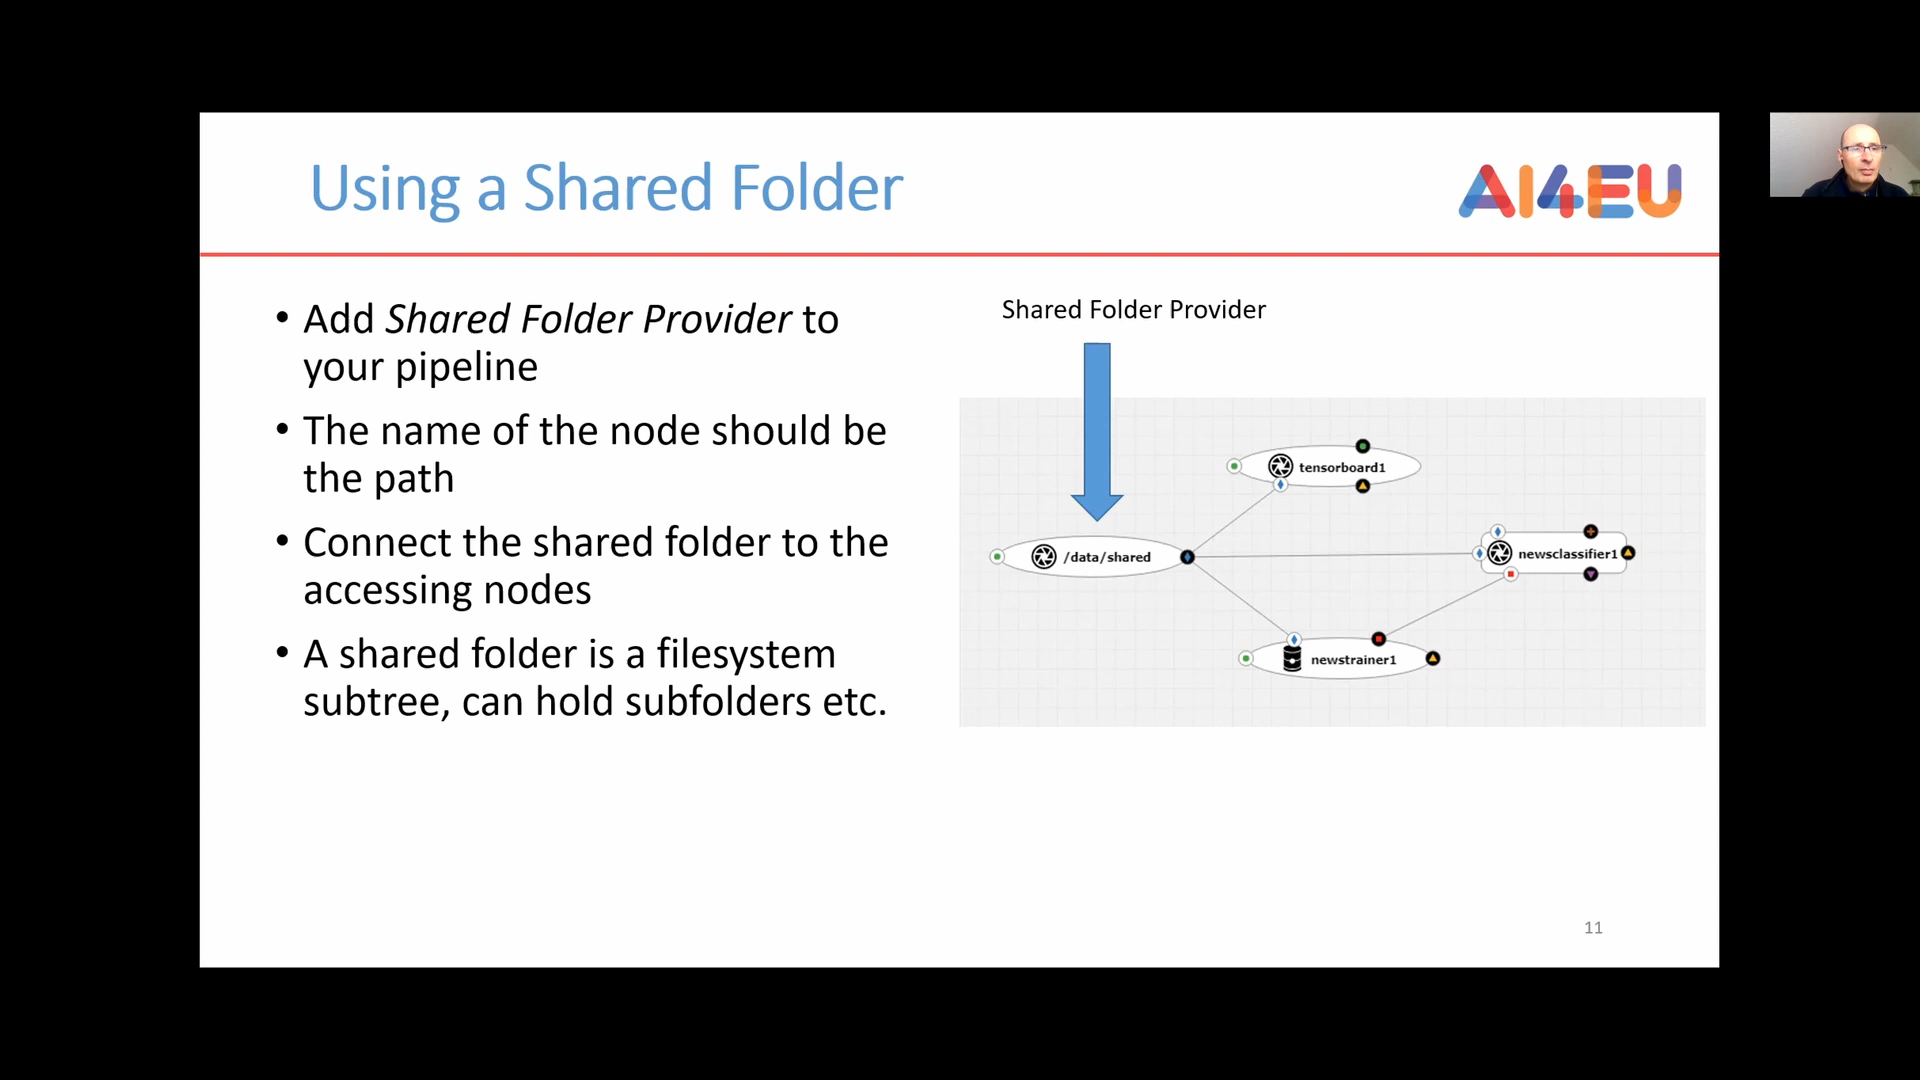 Using a Shared Folder
AI4EU
• Add Shared Folder Provider to
your pipeline
• The name of the node should be
the path
• Connect the shared folder to the
accessing nodes
• A shared folder is a filesystem
subtree, can hold subfolders etc.
Shared Folder Provider
tensorboard1
/data/shared
newsclassifier1
newstrainer1
11